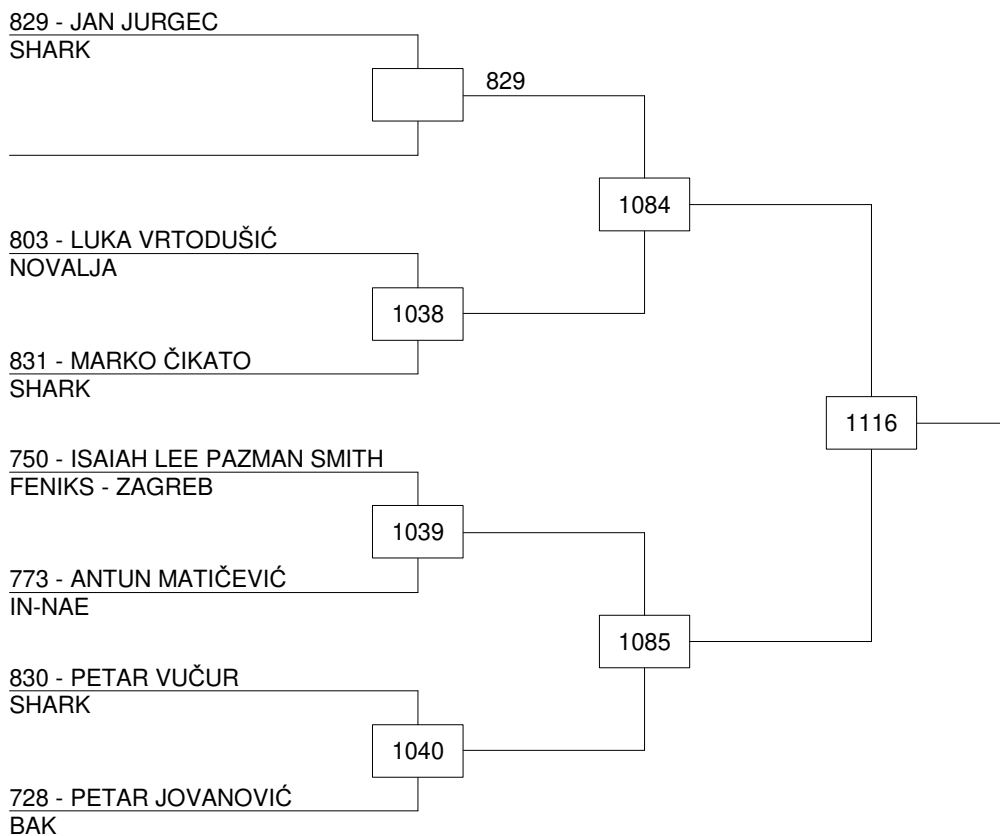 829 - JAN JURGEC
SHARK
829
1084
803 - LUKA VRTODUŠIĆ
NOVALJA
1038
831 - MARKO ČIKATO
SHARK
1116
750 - ISAIAH LEE PAZMAN SMITH
FENIKS - ZAGREB
1039
773 - ANTUN MATIČEVIĆ
IN-NAE
1085
830 - PETAR VUČUR
SHARK
1040
728 - PETAR JOVANOVIĆ
BAK